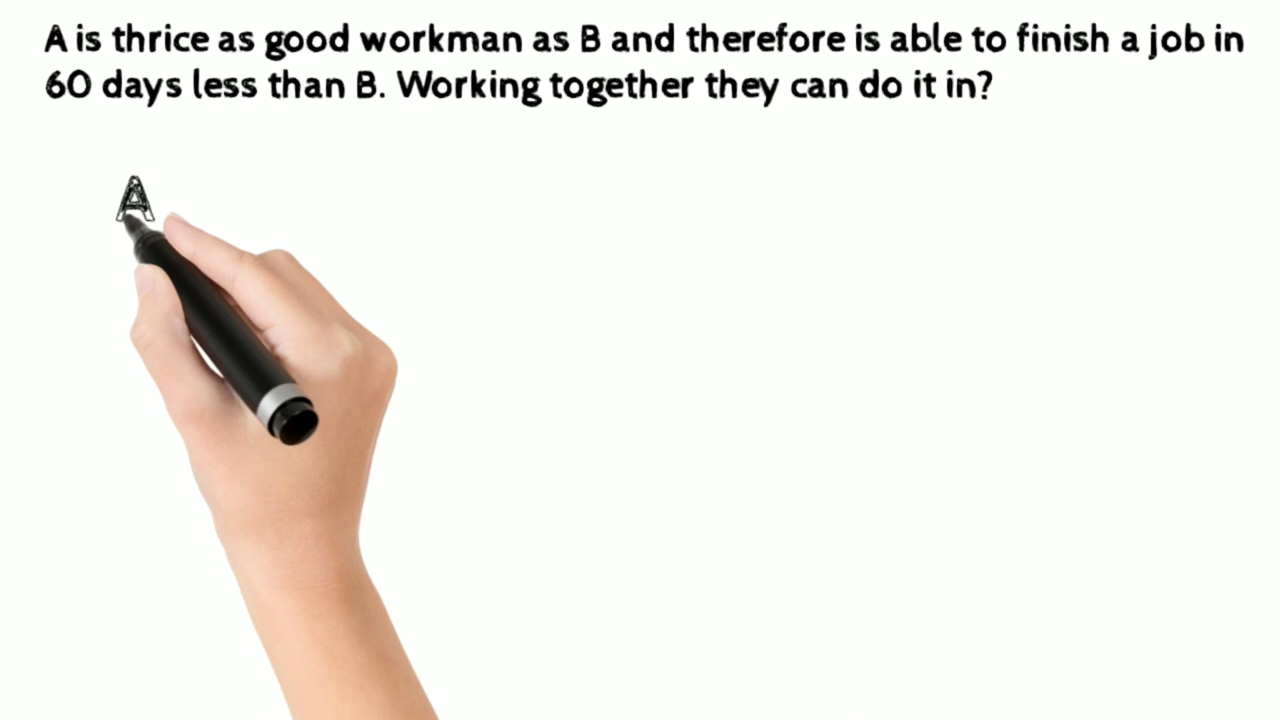 A is thrice as good workman as B and therefore is able to finish a job in
60 days less than B. Working together they can do it in?
A